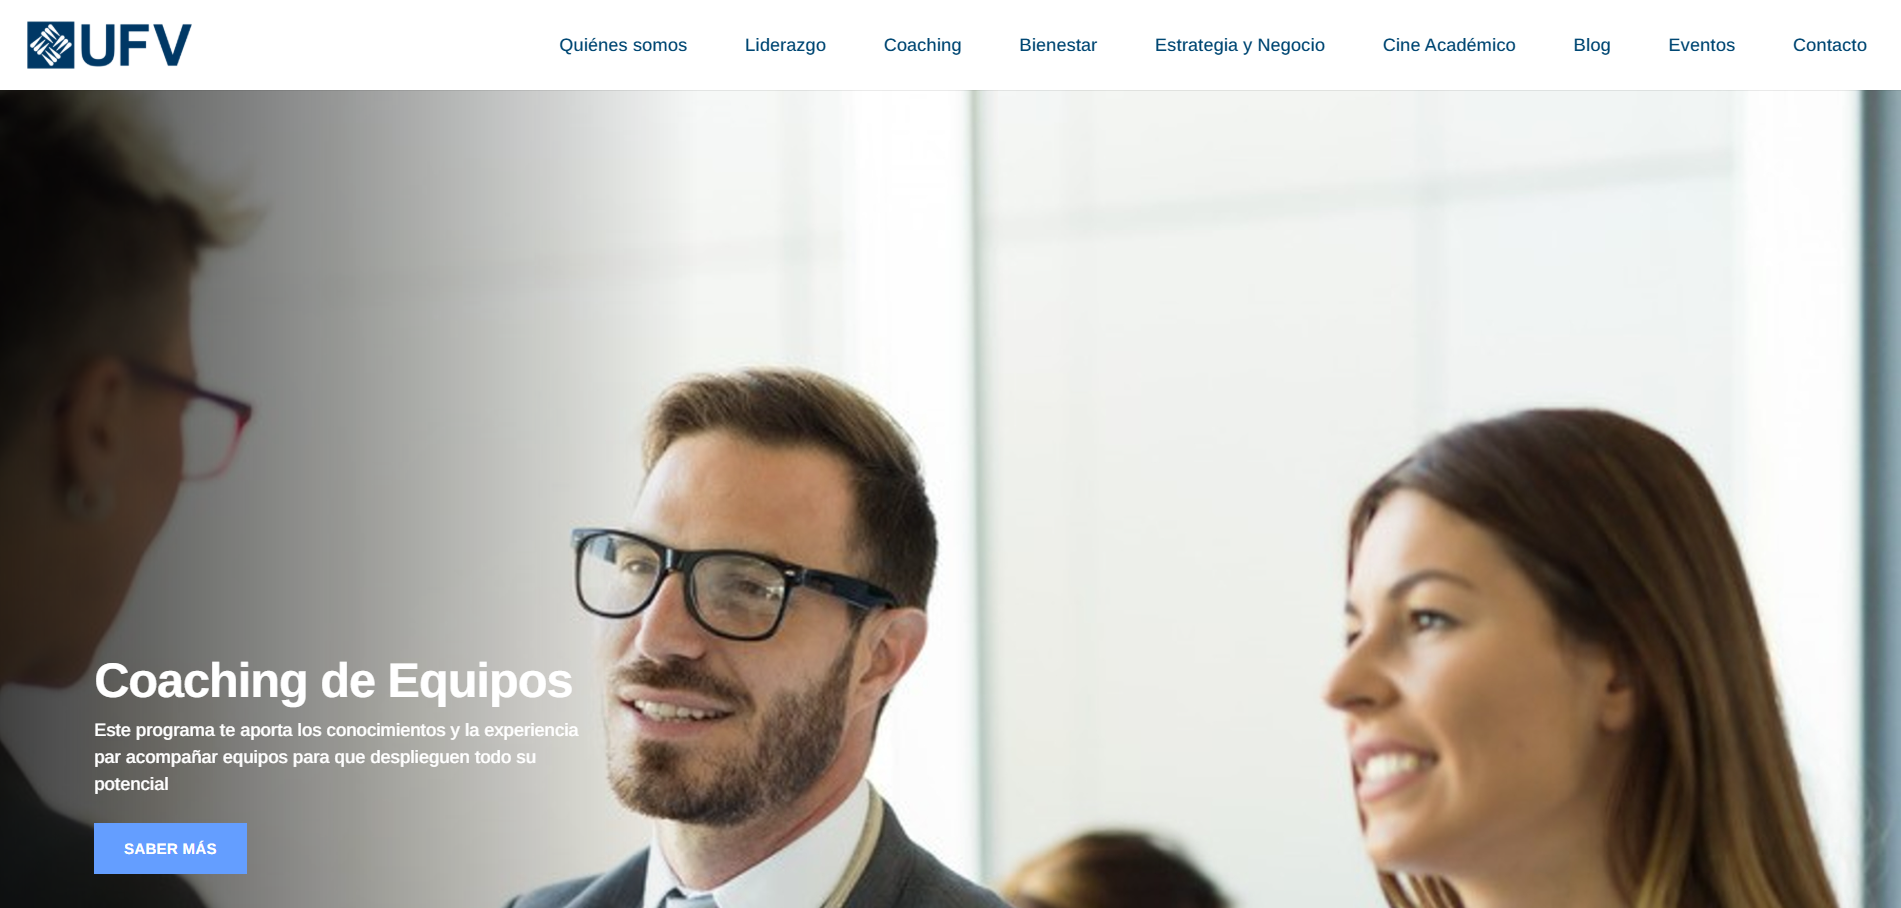 UFV
Quiénes somos
Liderazgo
Coaching
Bienestar
Estrategia y Negocio
Cine Académico
Blog
Eventos
Contacto
Coaching de Equipos
Este programa te aporta los conocimientos y la experiencia
par acompañar equipos para que desplieguen todo su
potencial
SABER MÁS